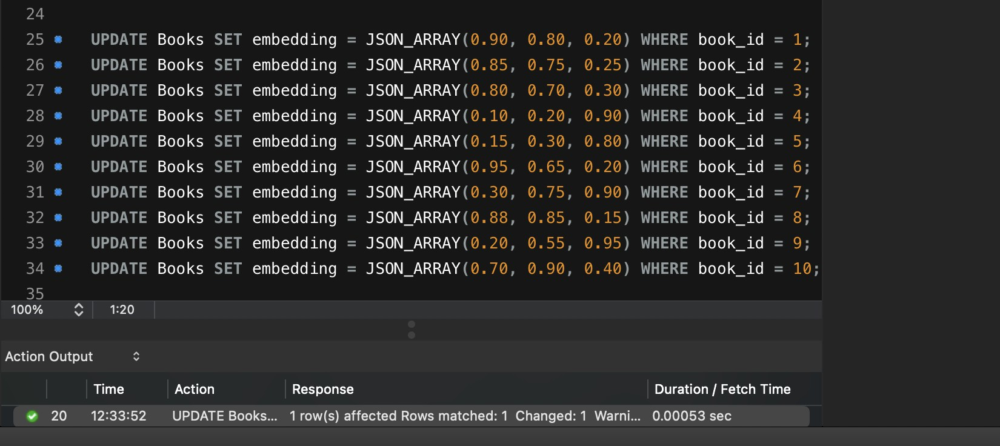 24
25 UPDATE Books SET embedding = JSON_ARRAY(0.90, 0.80, 0.20) WHERE book_id = 1;
26 UPDATE Books SET embedding = JSON_ARRAY(0.85, 0.75, 0.25) WHERE book_id = 2;
27 UPDATE Books SET embedding = JSON_ARRAY(0.80, 0.70, 0.30) WHERE book_id = 3;
28 UPDATE Books SET embedding = JSON_ARRAY(0.10, 0.20, 0.90) WHERE book_id = 4;
29 UPDATE Books SET embedding = JSON_ARRAY(0.15, 0.30, 0.80) WHERE book_id = 5;
30 UPDATE Books SET embedding = JSON_ARRAY(0.95, 0.65, 0.20) WHERE book_id = 6;
31 UPDATE Books SET embedding = JSON_ARRAY(0.30, 0.75, 0.90) WHERE book_id = 7;
32 UPDATE Books SET embedding = JSON_ARRAY(0.88, 0.85, 0.15) WHERE book_id = 8;
33 UPDATE Books SET embedding = JSON_ARRAY(0.20, 0.55, 0.95) WHERE book_id = 9;
34 UPDATE Books SET embedding = JSON_ARRAY(0.70, 0.90, 0.40) WHERE book_id = 10;
35
100% 1:20
Action Output
Time Action Response Duration / Fetch Time
20 12:33:52 UPDATE Books... 1 row(s) affected Rows matched: 1 Changed: 1 Warni... 0.00053 sec